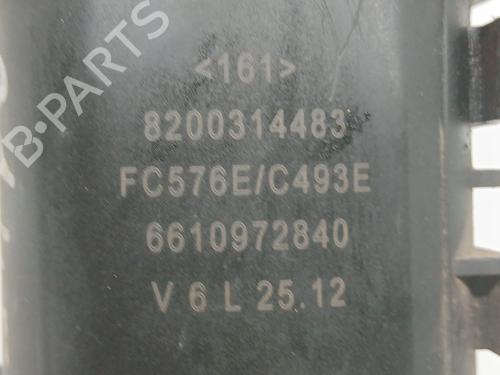 B-PARTS
<161>
8200314483
FC576E/C493E
6610972840
V 6 L 25.12